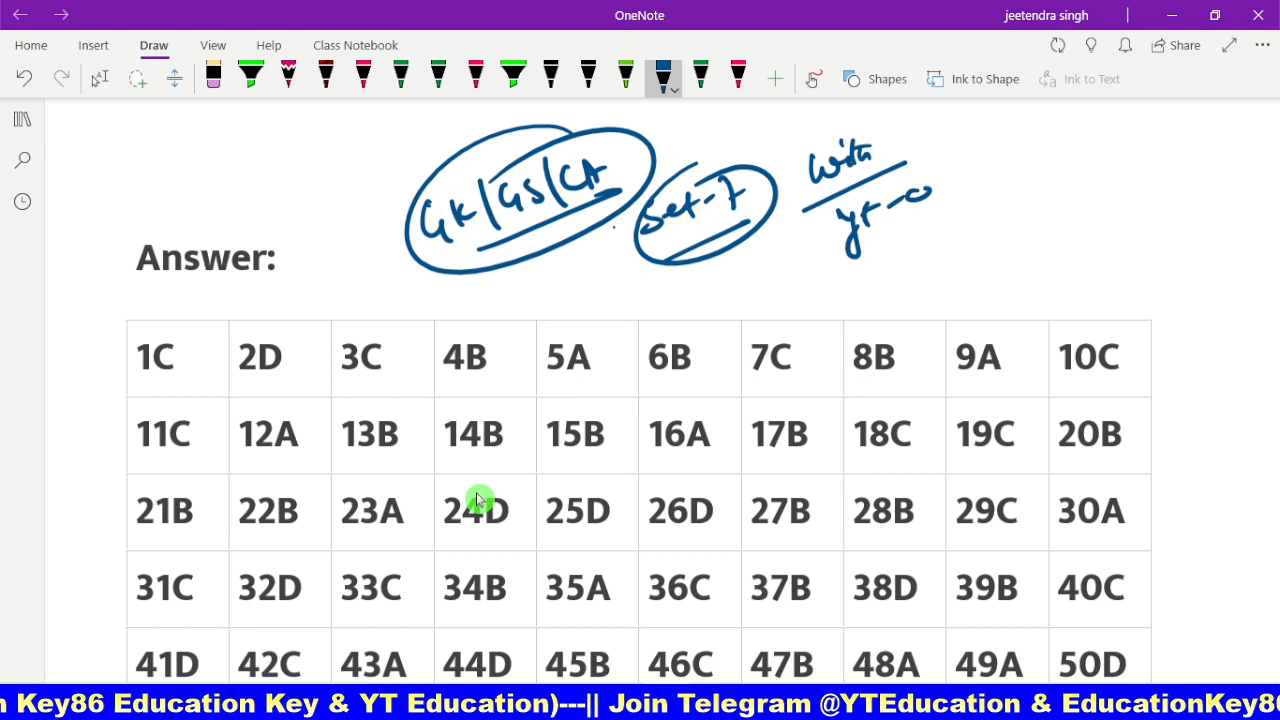 OneNote
jeetendra singh
Home Insert Draw View Help Class Notebook
Share
Shapes Ink to Shape Ink to Text
GK/GS/CA Set-7 With
yt-
Answer:
1C 2D 3C 4B 5A 6B 7C 8B 9A 10C
11C 12A 13B 14B 15B 16A 17B 18C 19C 20B
21B 22B 23A 24D 25D 26D 27B 28B 29C 30A
31C 32D 33C 34B 35A 36C 37B 38D 39B 40C
41D 42C 43A 44D 45B 46C 47B 48A 49A 50D
Key86 Education Key & YT Education)---|| Join Telegram @YTEducation & EducationKey8